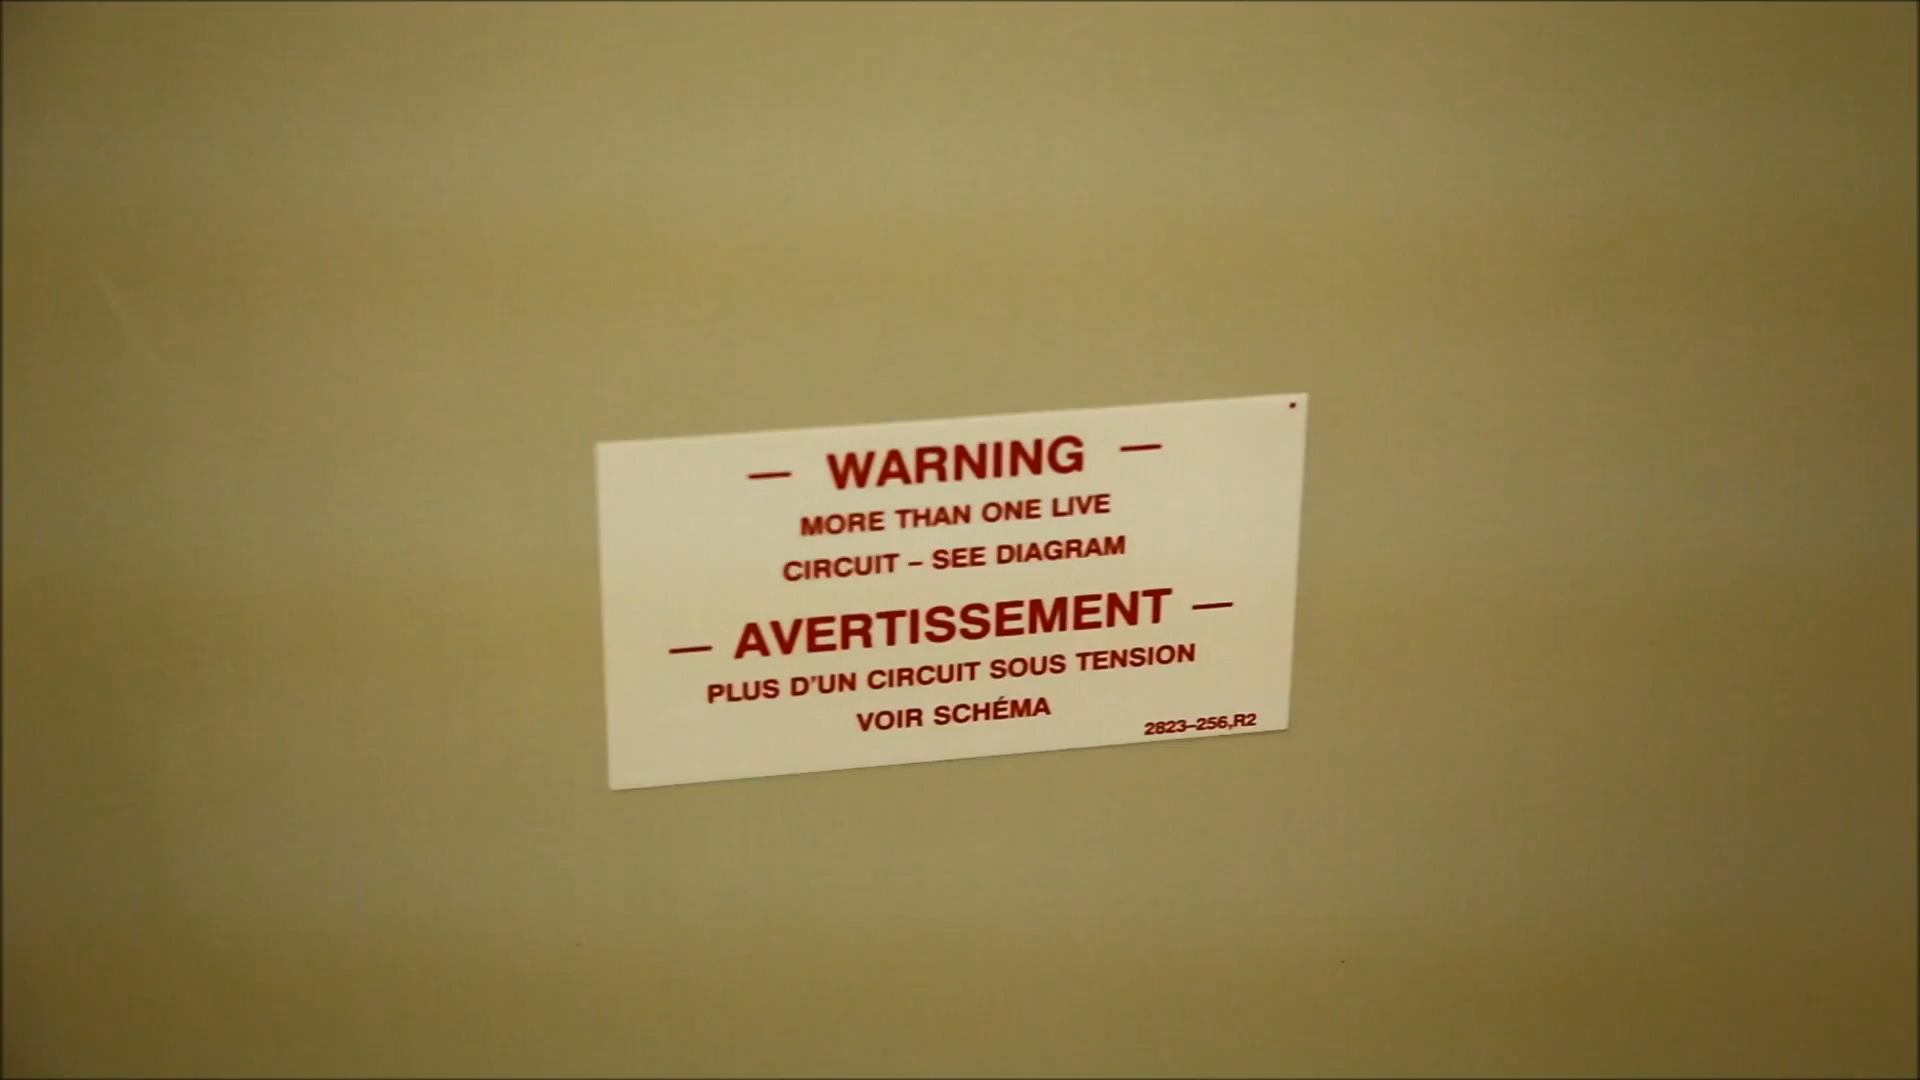 — WARNING —
MORE THAN ONE LIVE
CIRCUIT – SEE DIAGRAM
— AVERTISSEMENT —
PLUS D'UN CIRCUIT SOUS TENSION
VOIR SCHÉMA
2823–256,R2